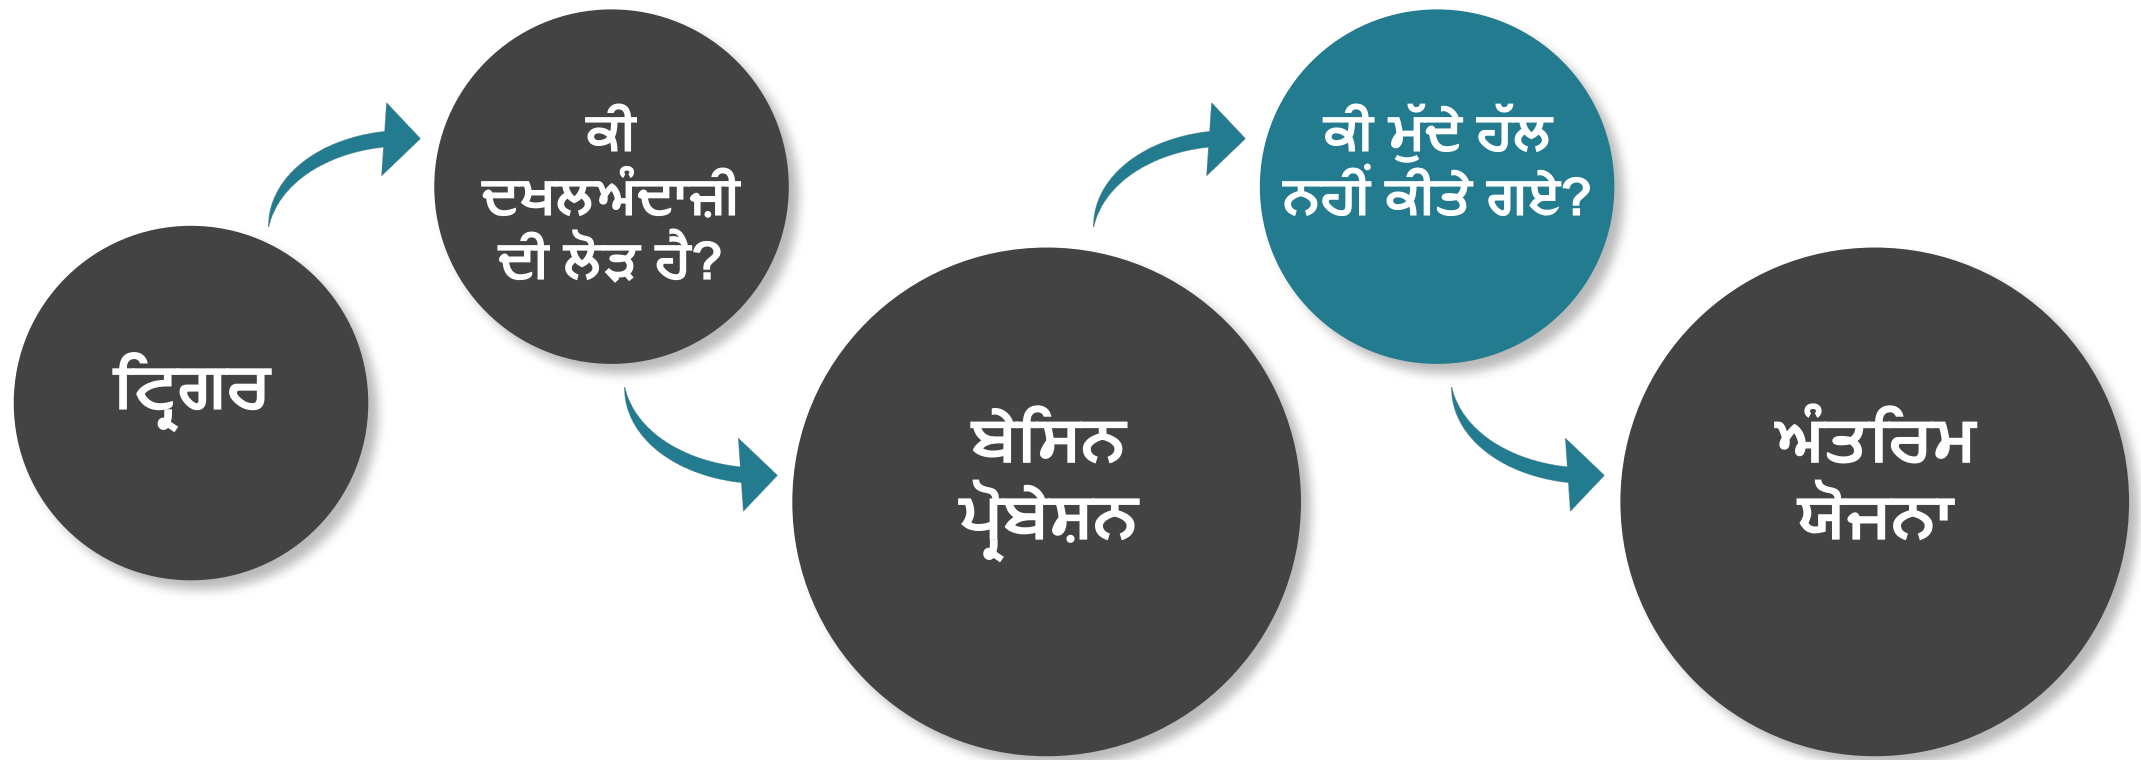 ਟ੍ਰਿਗਰ
ਕੀ
ਦਖਲਅੰਦਾਜ਼ੀ
ਦੀ ਲੋੜ ਹੈ?
ਬੇਸਿਨ
ਪ੍ਰੋਬੇਸ਼ਨ
ਕੀ ਮੁੱਦੇ ਹੱਲ
ਨਹੀਂ ਕੀਤੇ ਗਏ?
ਅੰਤਰਿਮ
ਯੋਜਨਾ